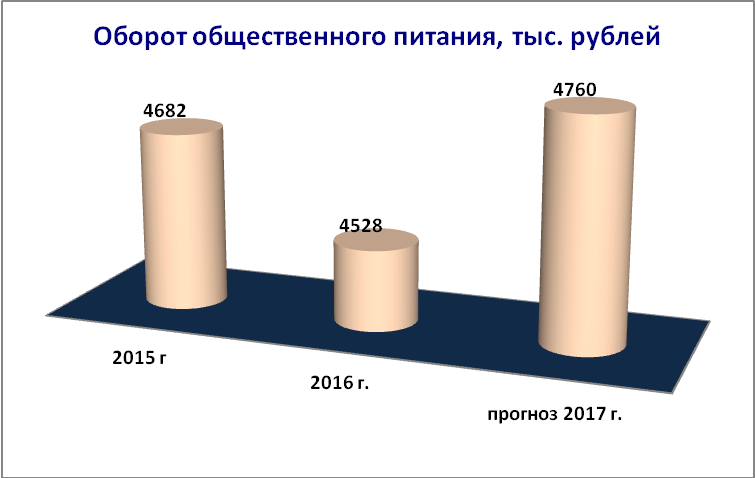 Оборот общественного питания, тыс. рублей
4682
4528
4760
2015 г
2016 г.
прогноз 2017 г.